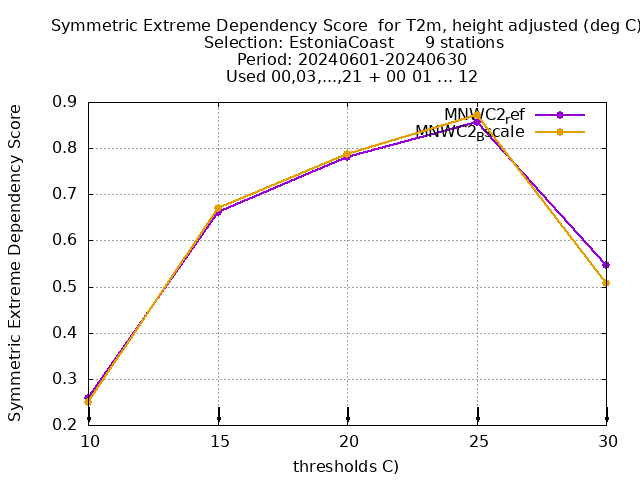 Symmetric Extreme Dependency Score  for T2m, height adjusted (deg C)
Selection: EstoniaCoast      9 stations
Period: 20240601-20240630
Used 00,03,...,21 + 00 01 ... 12
MNWC2ref
MNWC2Bscale
Symmetric Extreme Dependency Score
0.9
0.8
0.7
0.6
0.5
0.4
0.3
0.2
10 15 20 25 30
thresholds C)